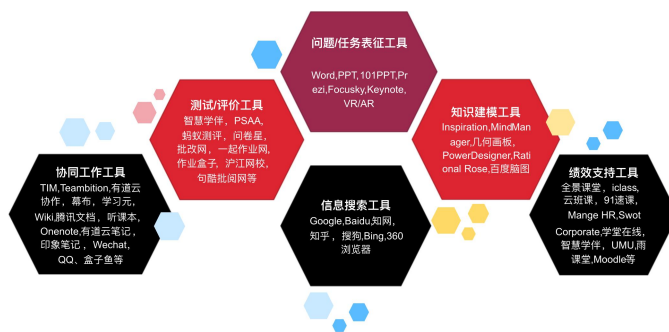 问题/任务表征工具
Word,PPT,101PPT,Pr
ezi,Focusky,Keynote,
VR/AR
测试/评价工具
智慧学伴，PSAA,
蚂蚁测评，问卷星,
批改网，一起作业网,
作业盒子，沪江网校,
句酷批阅网等
知识建模工具
Inspiration,MindMan
ager,几何画板,
PowerDesigner,Rati
onal Rose,百度脑图
协同工作工具
TIM,Teambition,有道云
协作，幕布，学习元,
Wiki,腾讯文档，听课本,
Onenote,有道云笔记,
印象笔记，Wechat,
QQ、盒子鱼等
信息搜索工具
Google,Baidu,知网,
知乎，搜狗,Bing,360
浏览器
绩效支持工具
全景课堂，iclass,
云班课，91速课,
Mange HR,Swot
Corporate,学堂在线,
智慧学伴，UMU,雨
课堂,Moodle等